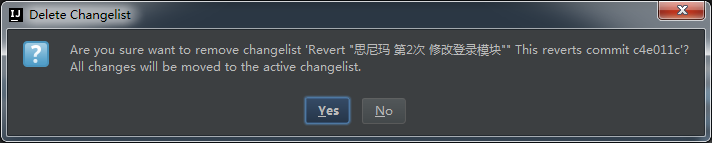 IJ Delete Changelist
Are you sure want to remove changelist 'Revert "思尼玛 第2次 修改登录模块"" This reverts commit c4e011c'?
All changes will be moved to the active changelist.
Yes No